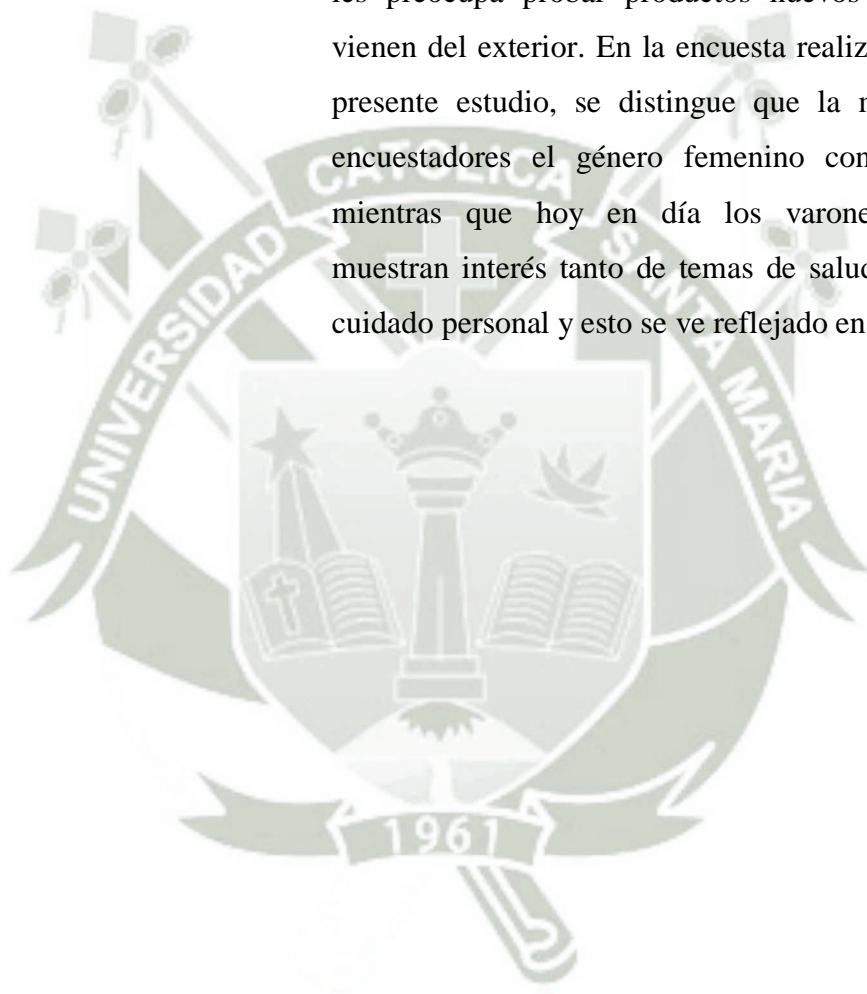 les preocupa probar productos nuevos
vienen del exterior. En la encuesta realiz
presente estudio, se distingue que la
encuestadores el género femenino con
mientras que hoy en día los varone
muestran interés tanto de temas de salud
cuidado personal y esto se ve reflejado en
UNIVERSIDAD CATOLICA SANTA MARIA
1961